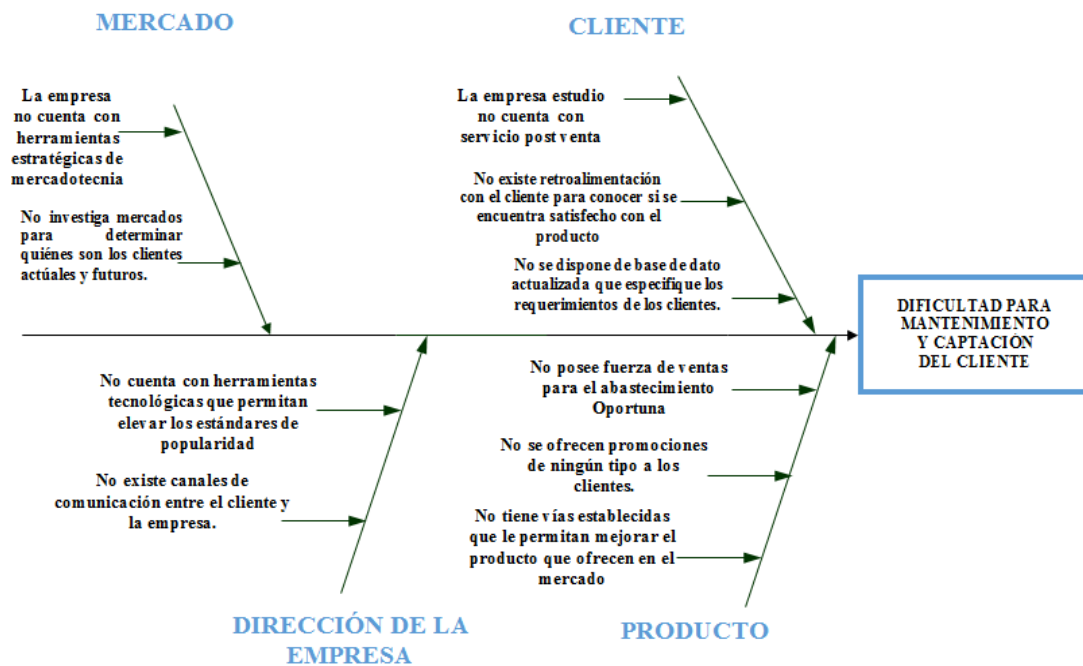 MERCADO
CLIENTE
La empresa
no cuenta con
herramientas
estratégicas de
mercadotecnia
No investiga mercados
para determinar
quiénes son los clientes
actúales y futuros.
La empresa estudio
no cuenta con
servicio post venta
No existe retroalimentación
con el cliente para conocer si se
encuentra satisfecho con el
producto
No se dispone de base de dato
actualizada que especifique los
requerimientos de los clientes.
DIFICULTAD PARA
MANTENIMIENTO
Y CAPTACIÓN
DEL CLIENTE
No cuenta con herramientas
tecnológicas que permitan
elevar los estándares de
popularidad
No existe canales de
comunicación entre el cliente y
la empresa.
No posee fuerza de ventas
para el abastecimiento
Oportuna
No se ofrecen promociones
de ningún tipo a los
clientes.
No tiene vías establecidas
que le permitan mejorar el
producto que ofrecen en el
mercado
DIRECCIÓN DE LA
EMPRESA
PRODUCTO